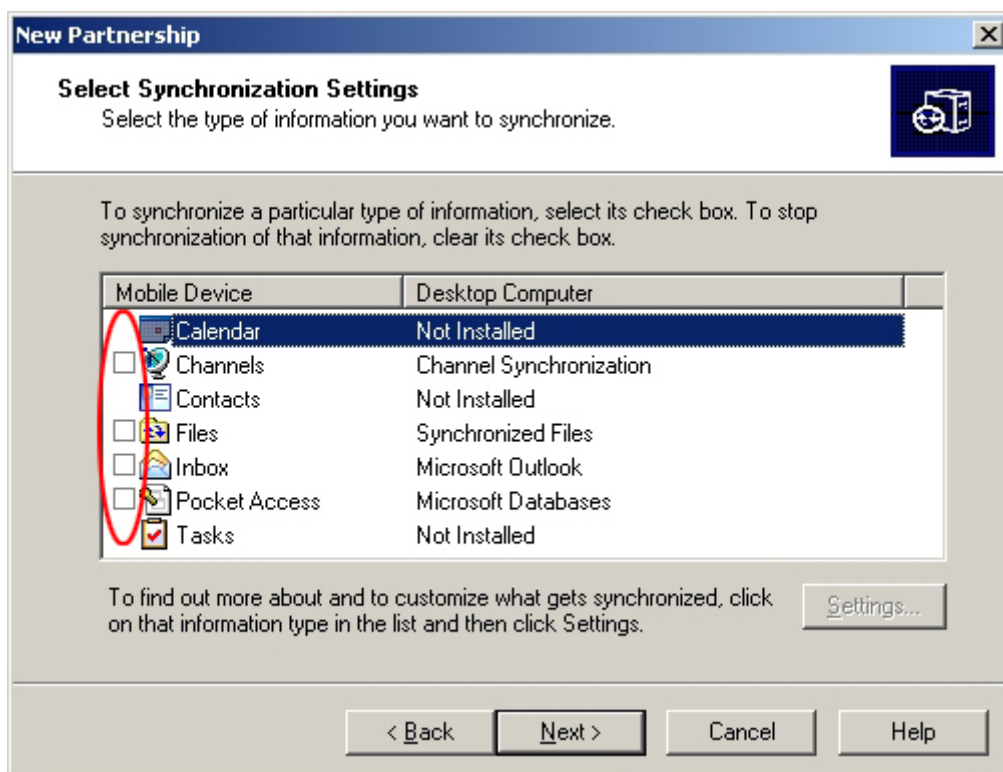 New Partnership
Select Synchronization Settings
Select the type of information you want to synchronize.
To synchronize a particular type of information, select its check box. To stop
synchronization of that information, clear its check box.
Mobile Device Desktop Computer
Calendar Not Installed
Channels Channel Synchronization
Contacts Not Installed
Files Synchronized Files
Inbox Microsoft Outlook
Pocket Access Microsoft Databases
Tasks Not Installed
To find out more about and to customize what gets synchronized, click
on that information type in the list and then click Settings.
Settings...
< Back Next > Cancel Help